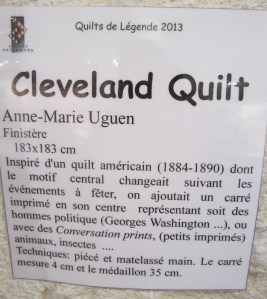 Quilts de Légende 2013
Cleveland Quilt
Anne-Marie Uguen
Finistère
183x183 cm
Inspiré d'un quilt américain (1884-1890) dont
le motif central changeait suivant les
événements à fêter, on ajoutait un carré
imprimé en son centre représentant soit des
hommes politique (Georges Washington ...), ou
avec des Conversation prints, (petits imprimés)
animaux, insectes ....
Techniques: piécé et matelassé main. Le carré
mesure 4 cm et le médaillon 35 cm.